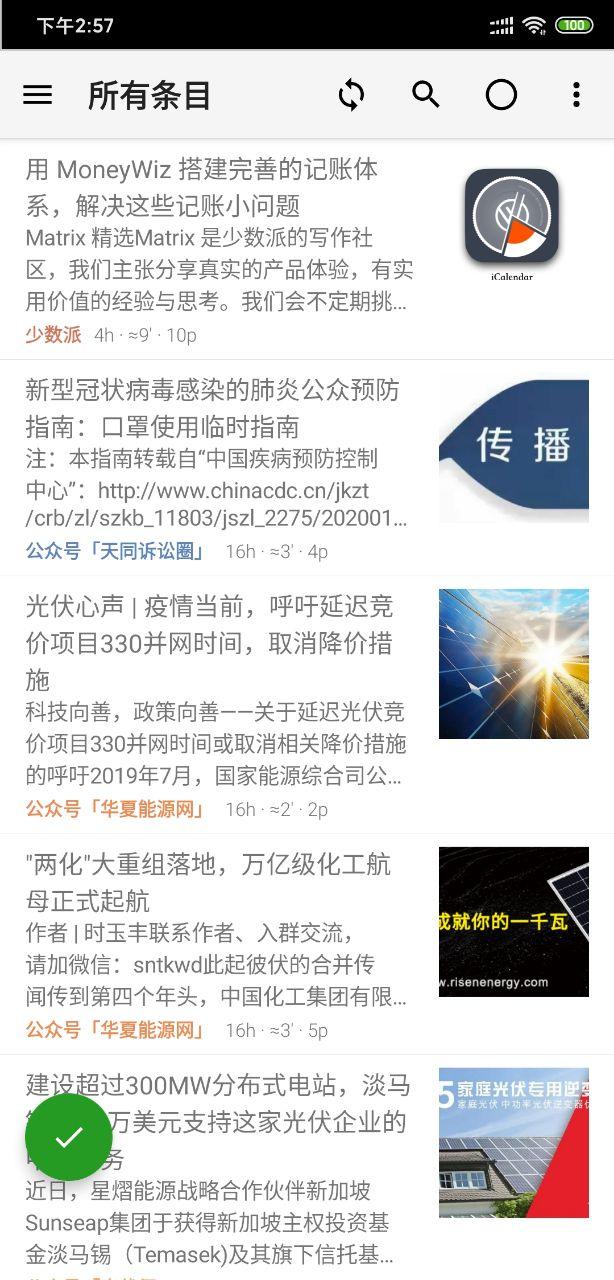 下午2:57
100
所有条目
用 MoneyWiz 搭建完善的记账体
系，解决这些记账小问题
Matrix 精选Matrix 是少数派的写作社
区，我们主张分享真实的产品体验，有实
用价值的经验与思考。我们会不定期挑...
iCalendar
少数派 4h · ≈9' · 10p
新型冠状病毒感染的肺炎公众预防
指南：口罩使用临时指南
注：本指南转载自“中国疾病预防控制
中心”：http://www.chinacdc.cn/jkzt
/crb/zl/szkb_11803/jszl_2275/202001...
传播
公众号「天同诉讼圈」 16h · ≈3' · 4p
光伏心声 | 疫情当前，呼吁延迟竞
价项目330并网时间，取消降价措
施
科技向善，政策向善——关于延迟光伏竞
价项目330并网时间或取消相关降价措施
的呼吁2019年7月，国家能源综合司公...
公众号「华夏能源网」 16h · ≈2' · 2p
"两化"大重组落地，万亿级化工航
母正式起航
作者 | 时玉丰联系作者、入群交流，
请加微信：sntkwd此起彼伏的合并传
闻传到第四个年头，中国化工集团有限...
成就你的一千瓦
w.risenenergy.com
公众号「华夏能源网」 16h · ≈3' · 5p
建设超过300MW分布式电站，淡马
万美元支持这家光伏企业的
务
近日，星熠能源战略合作伙伴新加坡
Sunseap集团于获得新加坡主权投资基
金淡马锡（Temasek)及其旗下信托基...
5家庭光伏专用逆变
家庭光伏 中功率光伏逆变器